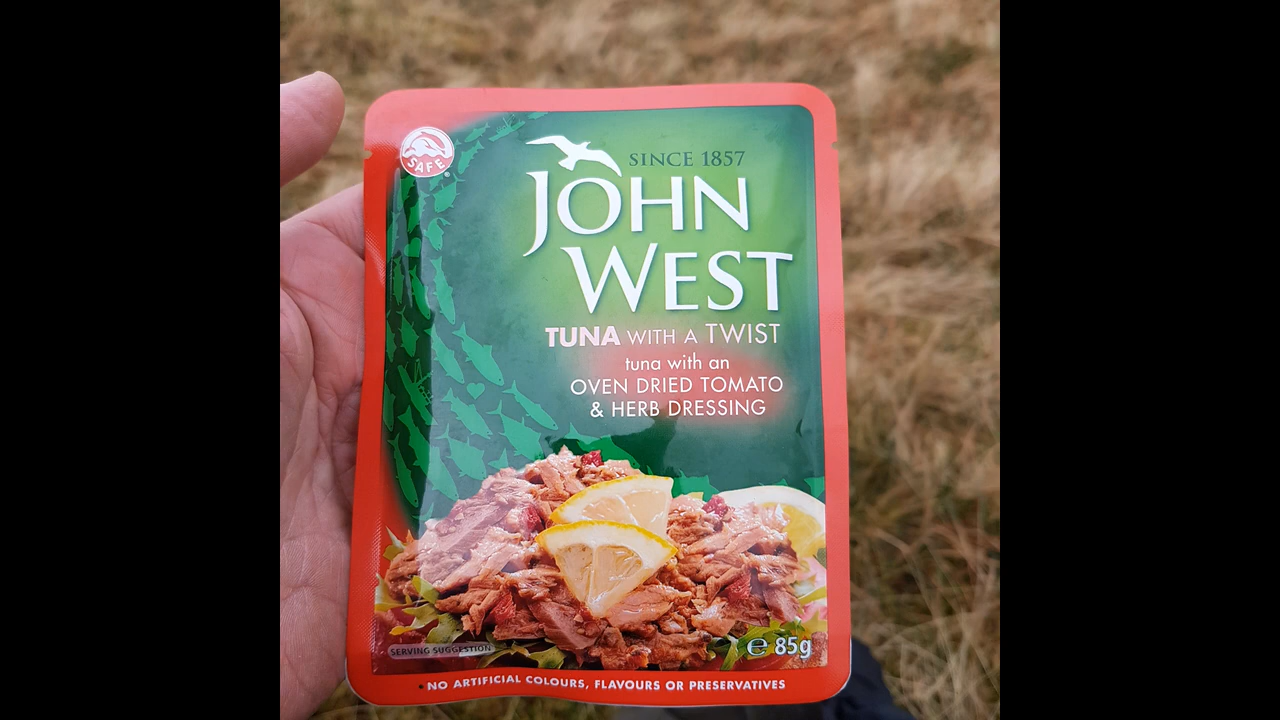 SAFE
SINCE 1857
JOHN
WEST
TUNA WITH A TWIST
tuna with an
OVEN DRIED TOMATO
& HERB DRESSING
SERVING SUGGESTION
e 85g
NO ARTIFICIAL COLOURS, FLAVOURS OR PRESERVATIVES